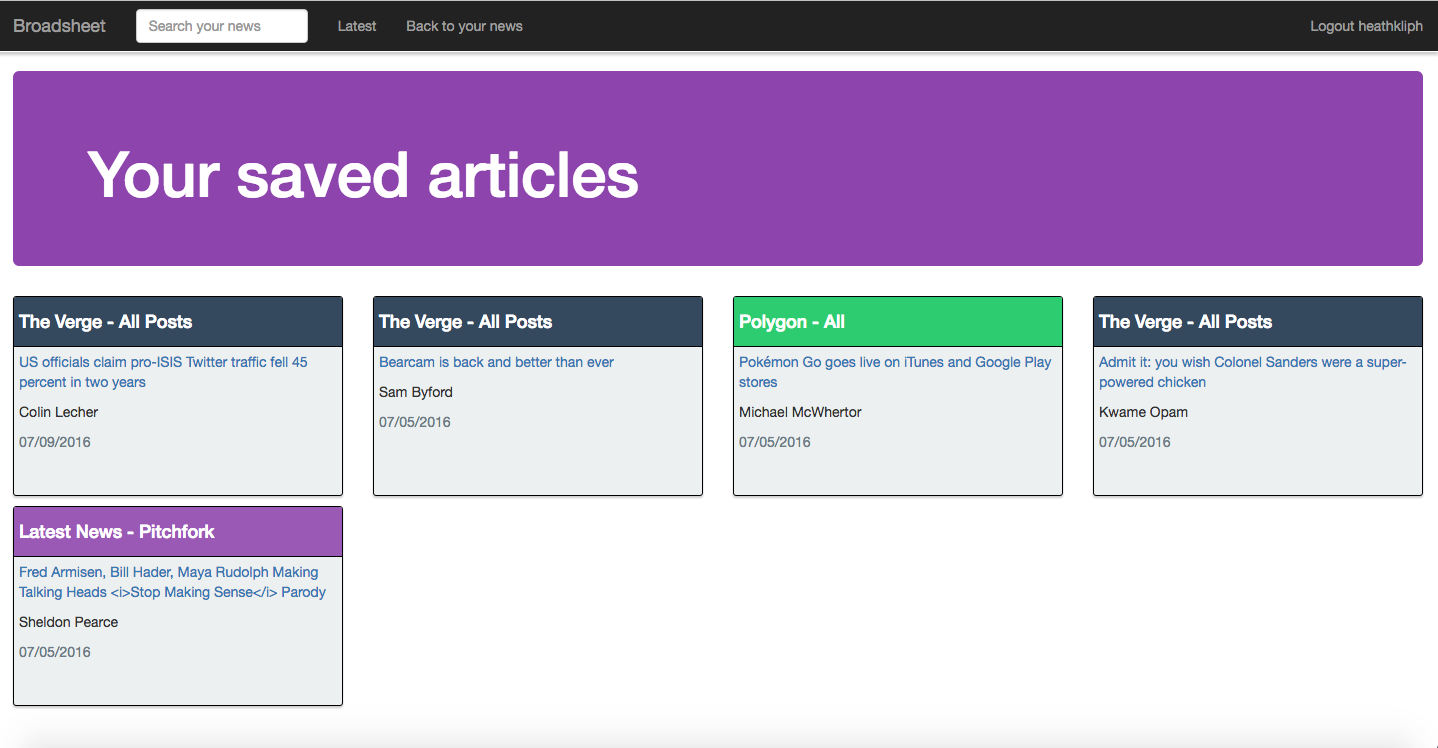 Broadsheet
Search your news
Latest
Back to your news
Logout heathkliph
Your saved articles
The Verge - All Posts
US officials claim pro-ISIS Twitter traffic fell 45
percent in two years
Colin Lecher
07/09/2016
The Verge - All Posts
Bearcam is back and better than ever
Sam Byford
07/05/2016
Polygon - All
Pokémon Go goes live on iTunes and Google Play
stores
Michael McWhertor
07/05/2016
The Verge - All Posts
Admit it: you wish Colonel Sanders were a super-
powered chicken
Kwame Opam
07/05/2016
Latest News - Pitchfork
Fred Armisen, Bill Hader, Maya Rudolph Making
Talking Heads <i>Stop Making Sense</i> Parody
Sheldon Pearce
07/05/2016